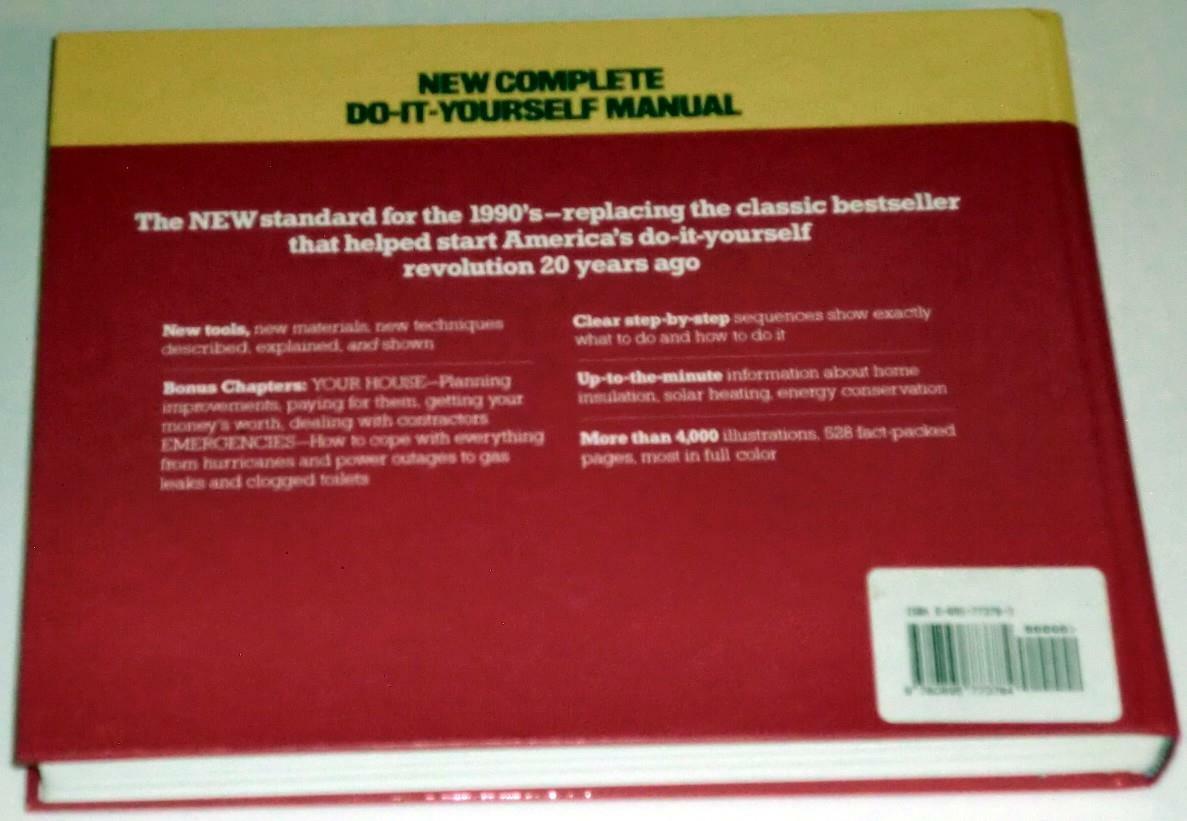 NEW COMPLETE
DO-IT-YOURSELF MANUAL
The NEW standard for the 1990's—replacing the classic bestseller
that helped start America's do-it-yourself
revolution 20 years ago
New tools, new materials, new techniques
described, explained, and shown
Bonus Chapters: YOUR HOUSE—Planning
improvements, paying for them, getting your
money's worth, dealing with contractors
EMERGENCIES—How to cope with everything
from hurricanes and power outages to gas
leaks and clogged toilets
Clear step-by-step sequences show exactly
what to do and how to do it
Up-to-the-minute information about home
insulation, solar heating, energy conservation
More than 4,000 illustrations, 528 fact-packed
pages, most in full color
ISBN